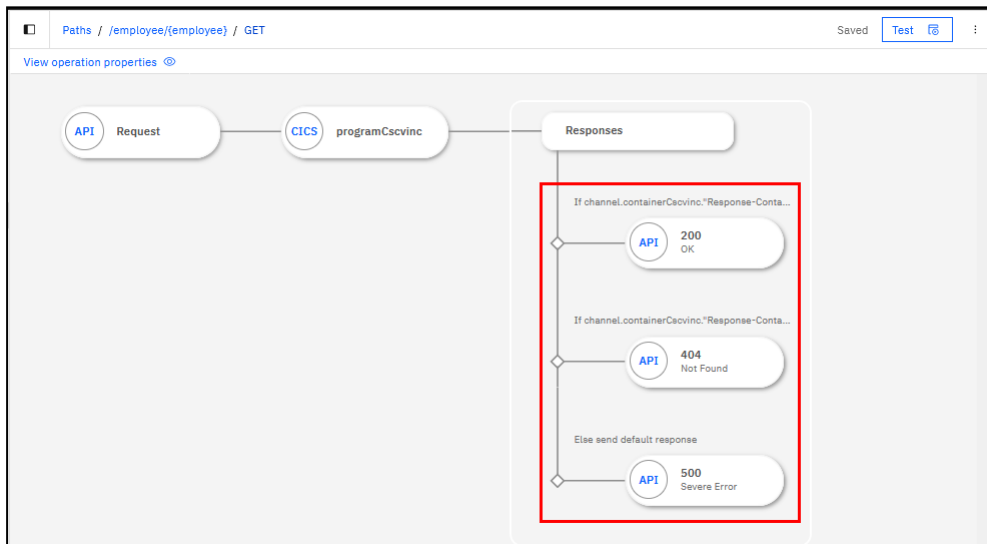 Paths / /employee/{employee} / GET
Saved
Test
View operation properties
API Request
CICS programCscvinc
Responses
If channel.containerCscvinc."Response-Conta...
API
200
OK
If channel.containerCscvinc."Response-Conta...
API
404
Not Found
Else send default response
API
500
Severe Error